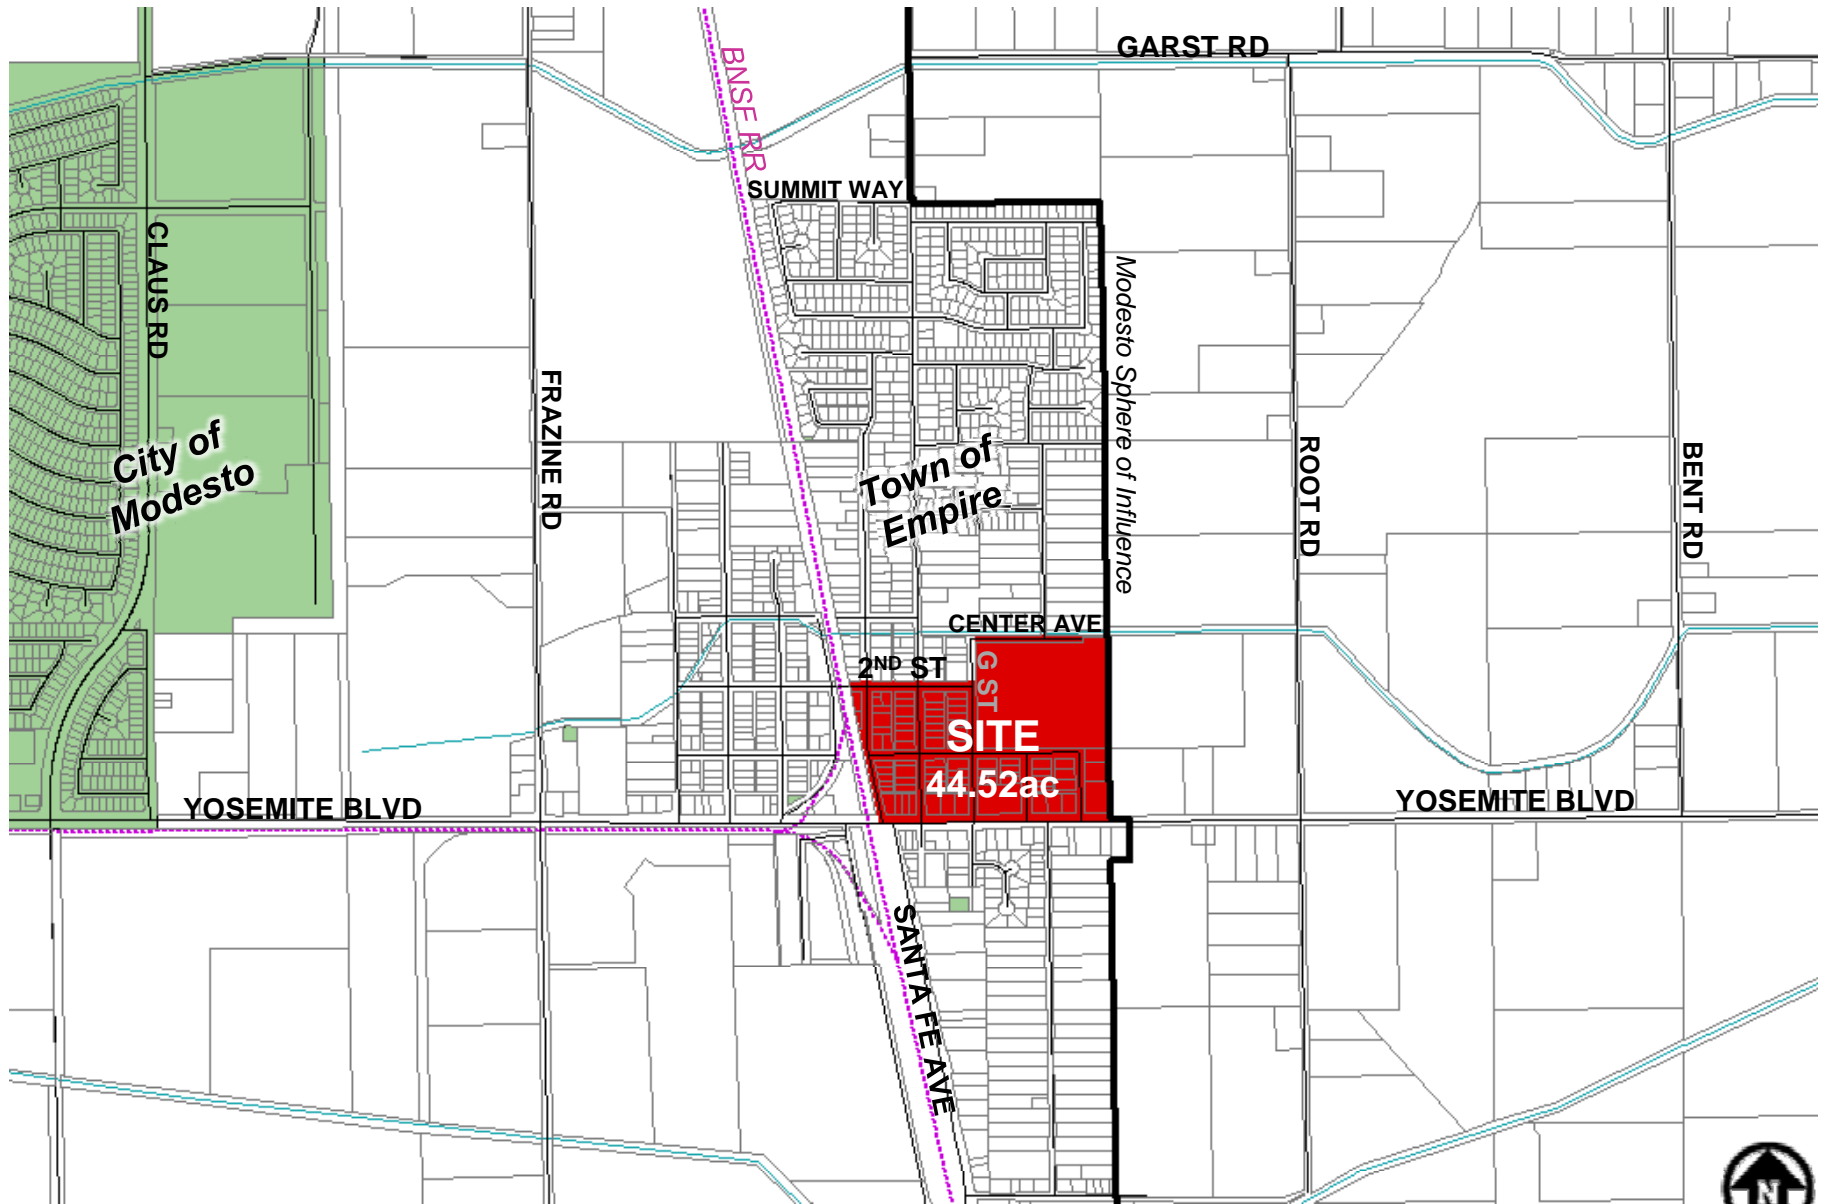 GARST RD
BNSF RR
SUMMIT WAY
CLAUS RD
Modesto Sphere of Influence
FRAZINE RD
City of
Modesto
Town of
Empire
ROOT RD
BENT RD
CENTER AVE
2ND ST
G ST
SITE
44.52ac
YOSEMITE BLVD
YOSEMITE BLVD
SANTA FE AVE
N